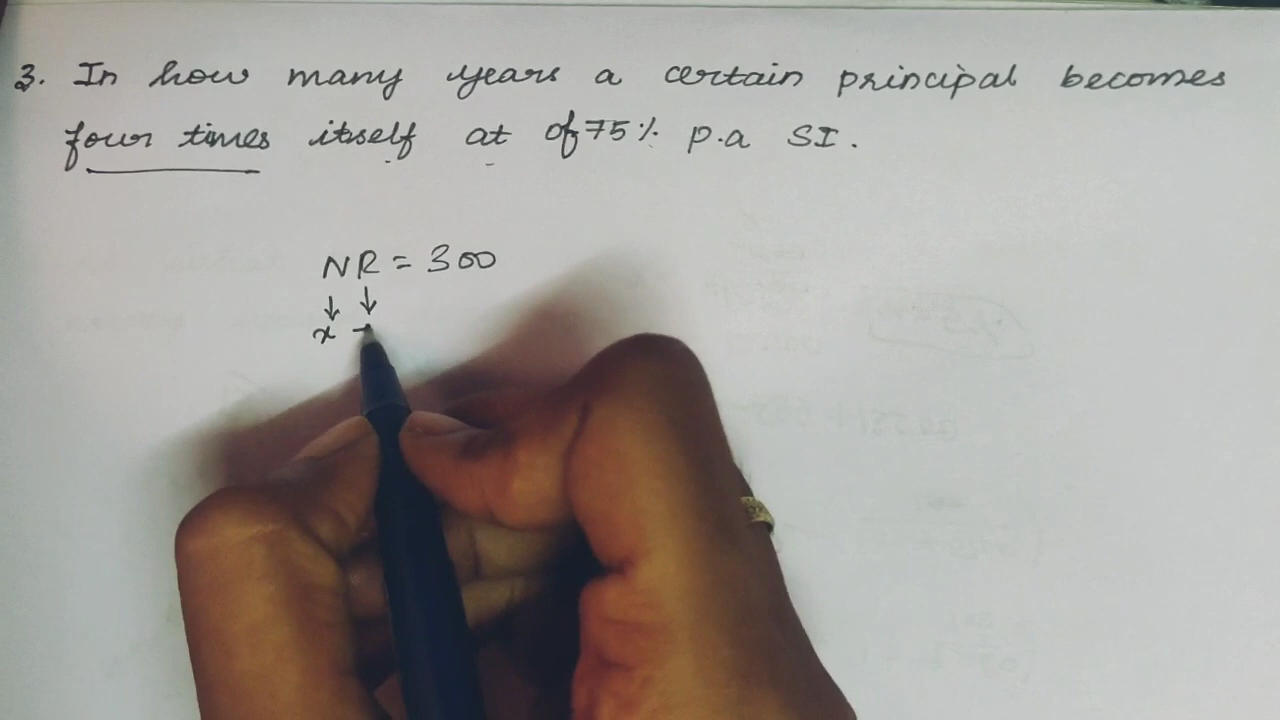 3. In how many years a certain principal becomes
four times itself at of 75% p.a SI.
NR = 300
↓ ↓
x